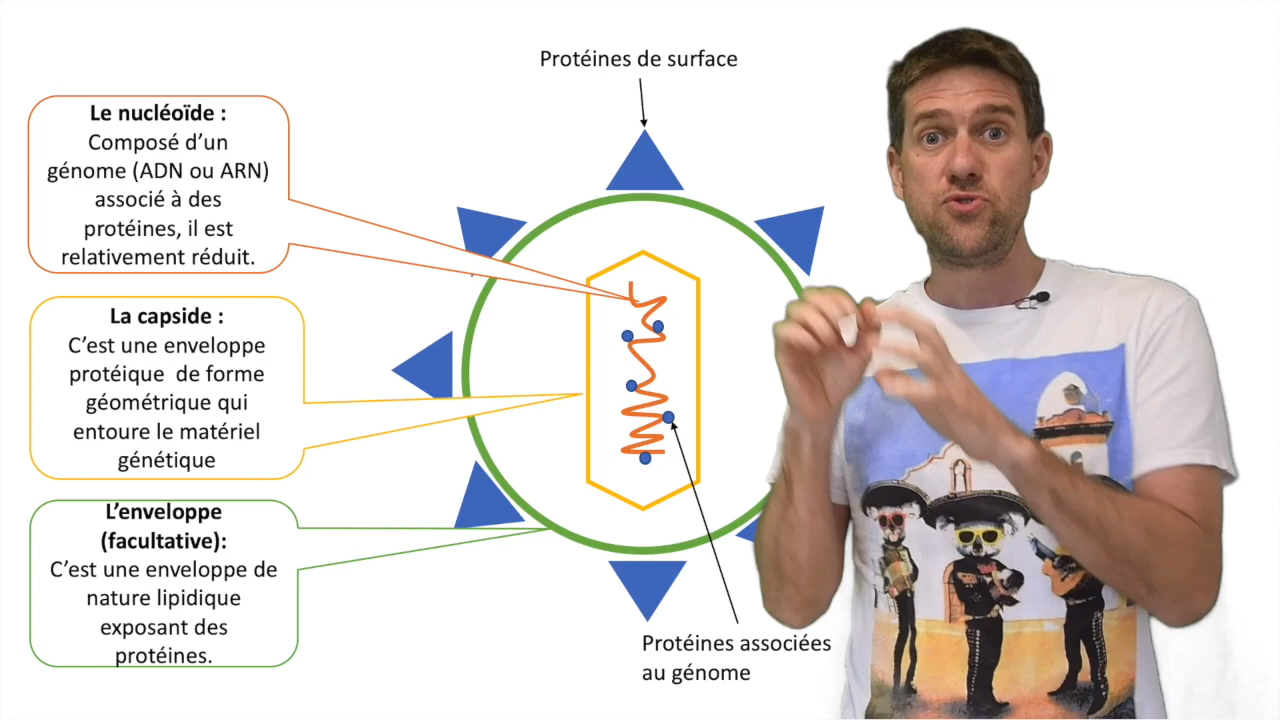 Protéines de surface
Le nucléoïde :
Composé d’un
génome (ADN ou ARN)
associé à des
protéines, il est
relativement réduit.
La capside :
C’est une enveloppe
protéique  de forme
géométrique qui
entoure le matériel
génétique
L’enveloppe
(facultative):
C’est une enveloppe de
nature lipidique
exposant des
protéines.
Protéines associées
au génome